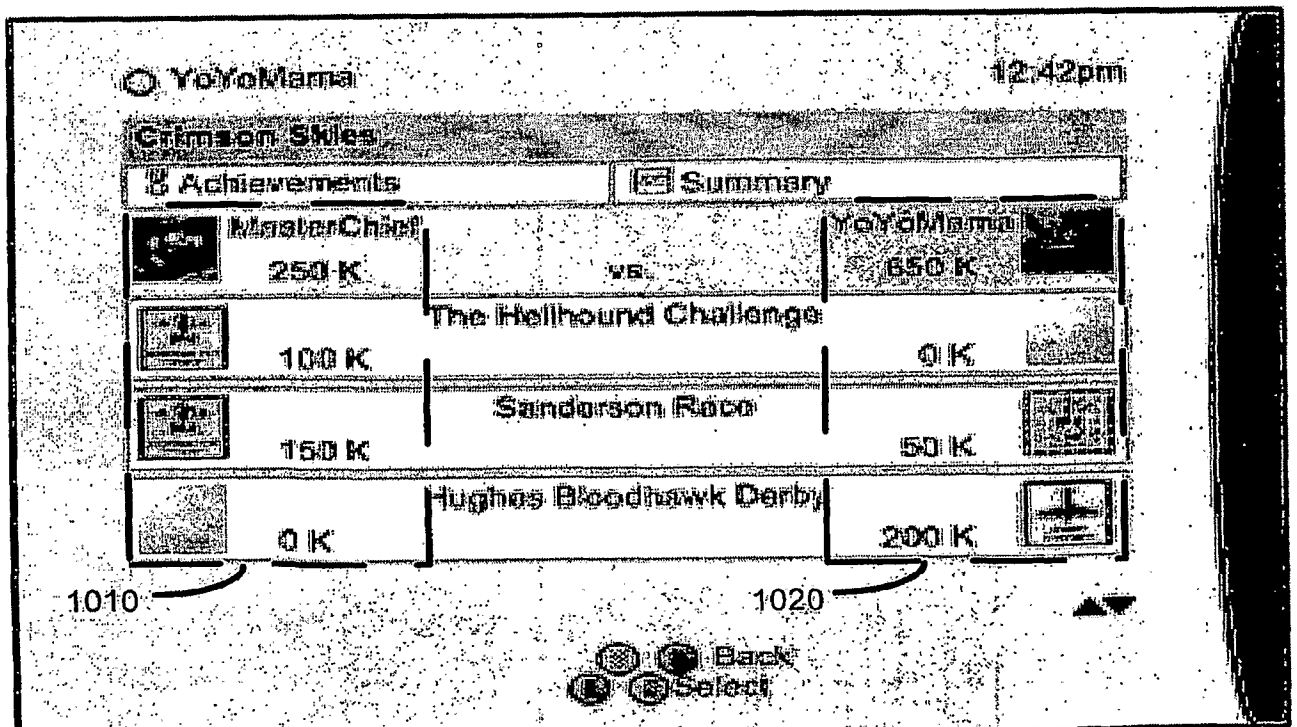 YoYoMama 12:42pm
Crimson Skies
Achievements Summary
MasterChief YoYoMama
250 K vs. 650 K
The Hellhound Challenge
100 K 0 K
Sanderson Race
150 K 50 K
Hughes Bloodhawk Derby
0 K 200 K
1010 1020
Back
Select